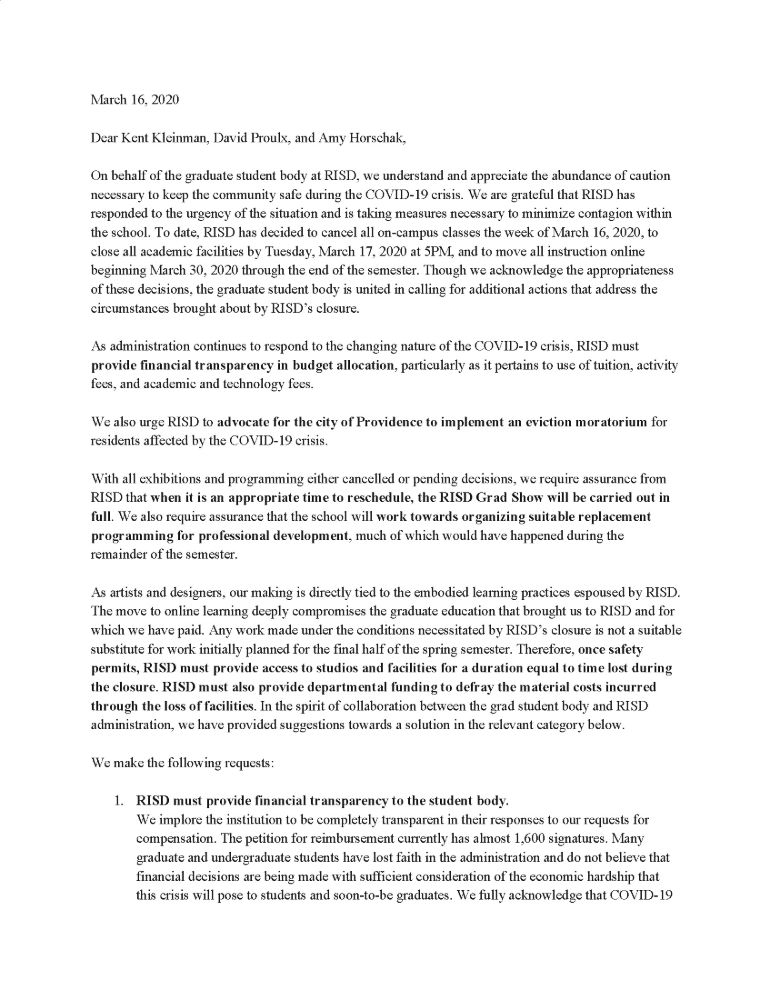 March 16, 2020
Dear Kent Kleinman, David Proulx, and Amy Horschak,
On behalf of the graduate student body at RISD, we understand and appreciate the abundance of caution
necessary to keep the community safe during the COVID-19 crisis. We are grateful that RISD has
responded to the urgency of the situation and is taking measures necessary to minimize contagion within
the school. To date, RISD has decided to cancel all on-campus classes the week of March 16, 2020, to
close all academic facilities by Tuesday, March 17, 2020 at 5PM, and to move all instruction online
beginning March 30, 2020 through the end of the semester. Though we acknowledge the appropriateness
of these decisions, the graduate student body is united in calling for additional actions that address the
circumstances brought about by RISD's closure.
As administration continues to respond to the changing nature of the COVID-19 crisis, RISD must
provide financial transparency in budget allocation, particularly as it pertains to use of tuition, activity
fees, and academic and technology fees.
We also urge RISD to advocate for the city of Providence to implement an eviction moratorium for
residents affected by the COVID-19 crisis.
With all exhibitions and programming either cancelled or pending decisions, we require assurance from
RISD that when it is an appropriate time to reschedule, the RISD Grad Show will be carried out in
full. We also require assurance that the school will work towards organizing suitable replacement
programming for professional development, much of which would have happened during the
remainder of the semester.
As artists and designers, our making is directly tied to the embodied learning practices espoused by RISD.
The move to online learning deeply compromises the graduate education that brought us to RISD and for
which we have paid. Any work made under the conditions necessitated by RISD's closure is not a suitable
substitute for work initially planned for the final half of the spring semester. Therefore, once safety
permits, RISD must provide access to studios and facilities for a duration equal to time lost during
the closure. RISD must also provide departmental funding to defray the material costs incurred
through the loss of facilities. In the spirit of collaboration between the grad student body and RISD
administration, we have provided suggestions towards a solution in the relevant category below.
We make the following requests:
1. RISD must provide financial transparency to the student body.
We implore the institution to be completely transparent in their responses to our requests for
compensation. The petition for reimbursement currently has almost 1,600 signatures. Many
graduate and undergraduate students have lost faith in the administration and do not believe that
financial decisions are being made with sufficient consideration of the economic hardship that
this crisis will pose to students and soon-to-be graduates. We fully acknowledge that COVID-19